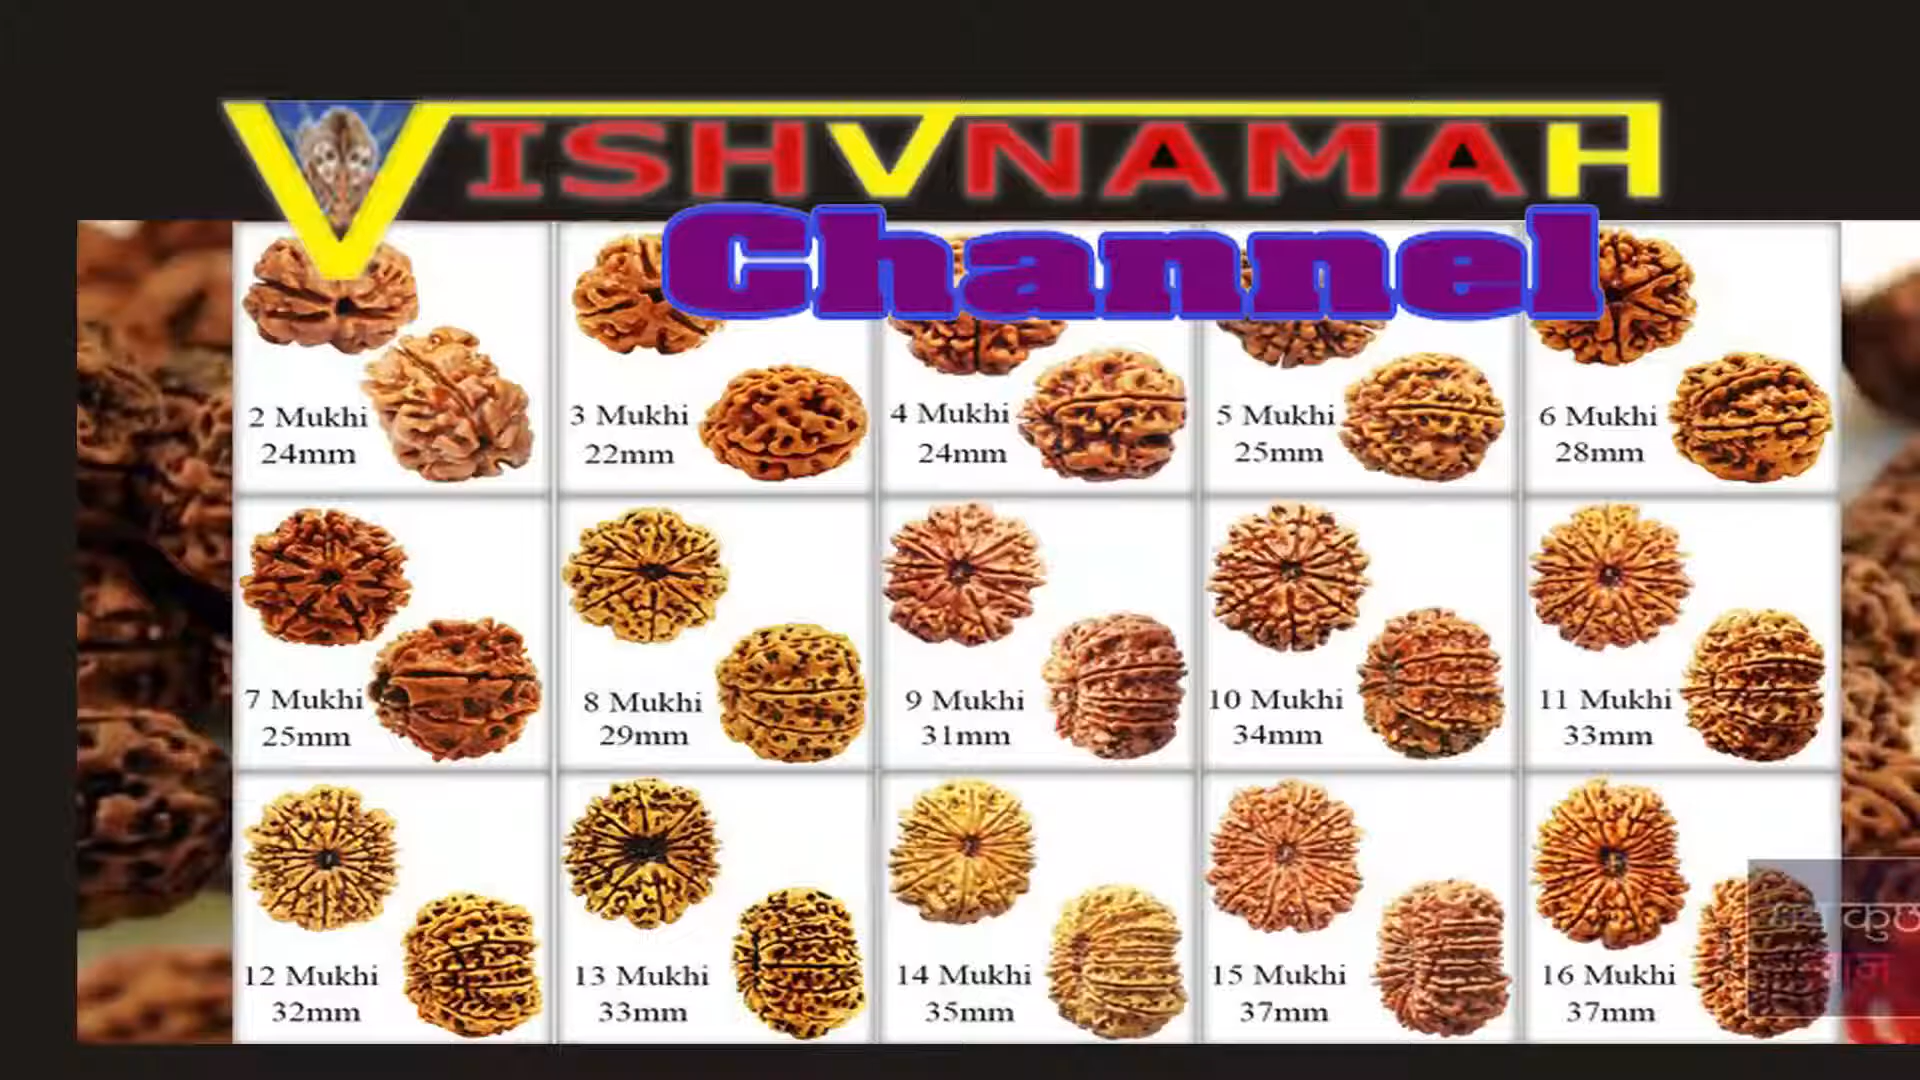 VISHVNAMAH
Channel
2 Mukhi
24mm
3 Mukhi
22mm
4 Mukhi
24mm
5 Mukhi
25mm
6 Mukhi
28mm
7 Mukhi
25mm
8 Mukhi
29mm
9 Mukhi
31mm
10 Mukhi
34mm
11 Mukhi
33mm
12 Mukhi
32mm
13 Mukhi
33mm
14 Mukhi
35mm
15 Mukhi
37mm
16 Mukhi
37mm